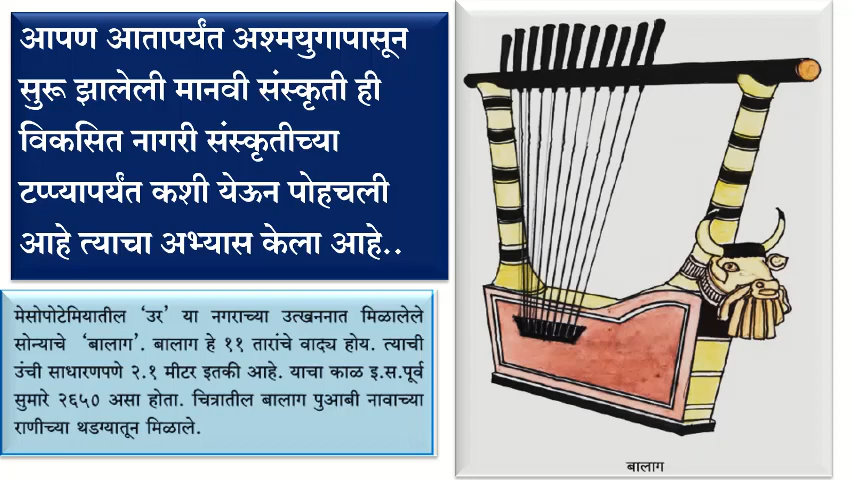 आपण आतापर्यंत अश्मयुगापासून
सुरू झालेली मानवी संस्कृती ही
विकसित नागरी संस्कृतीच्या
टप्प्यापर्यंत कशी येऊन पोहचली
आहे त्याचा अभ्यास केला आहे..
मेसोपोटेमियातील ‘उर’ या नगराच्या उत्खननात मिळालेले
सोन्याचे ‘बालाग’. बालाग हे ११ तारांचे वाद्य होय. त्याची
उंची साधारणपणे २.१ मीटर इतकी आहे. याचा काळ इ.स.पूर्व
सुमारे २६५० असा होता. चित्रातील बालाग पुआबी नावाच्या
राणीच्या थडग्यातून मिळाले.
बालाग